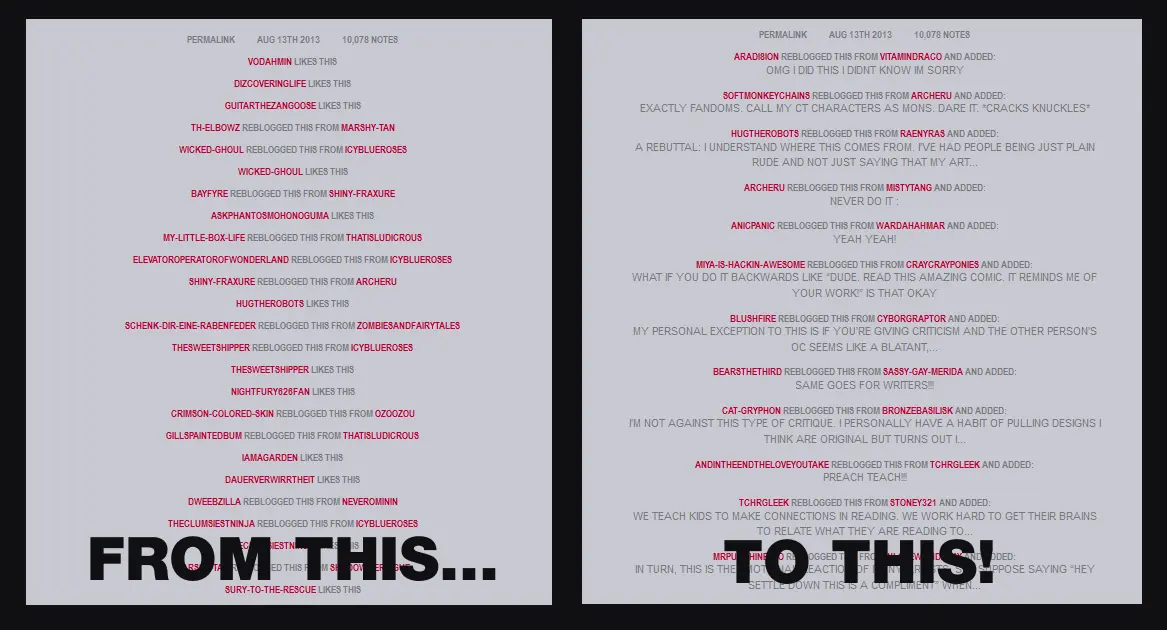 PERMALINK AUG 13TH 2013 10,078 NOTES
VODAHMIN LIKES THIS
DIZCOVERINGLIFE LIKES THIS
GUITARTHEZANGOOSE LIKES THIS
TH-ELBOWZ REBLOGGED THIS FROM MARSHY-TAN
WICKED-GHOUL REBLOGGED THIS FROM ICYBLUEROSES
WICKED-GHOUL LIKES THIS
BAYFYRE REBLOGGED THIS FROM SHINY-FRAXURE
ASKPHANTOSMOHONOGUMA LIKES THIS
MY-LITTLE-BOX-LIFE REBLOGGED THIS FROM THATISLUDICROUS
ELEVATOROPERATOROFWONDERLAND REBLOGGED THIS FROM ICYBLUEROSES
SHINY-FRAXURE REBLOGGED THIS FROM ARCHERU
HUGTHEROBOTS LIKES THIS
SCHENK-DIR-EINE-RABENFEDER REBLOGGED THIS FROM ZOMBIESANDFAIRYTALES
THESWEETSHIPPER REBLOGGED THIS FROM ICYBLUEROSES
THESWEETSHIPPER LIKES THIS
NIGHTFURY626FAN LIKES THIS
CRIMSON-COLORED-SKIN REBLOGGED THIS FROM OZOOZOU
GILLSPAINTEDBUM REBLOGGED THIS FROM THATISLUDICROUS
IAMAGARDEN LIKES THIS
DAUERVERWIRRTHEIT LIKES THIS
DWEEBZILLA REBLOGGED THIS FROM NEVEROMININ
THECLUMSIESTNINJA REBLOGGED THIS FROM ICYBLUEROSES
FROM THIS...
SURY-TO-THE-RESCUE LIKES THIS
PERMALINK AUG 13TH 2013 10,078 NOTES
ARADI8ION REBLOGGED THIS FROM VITAMINDRACO AND ADDED:
OMG I DID THIS I DIDNT KNOW IM SORRY
SOFTMONKEYCHAINS REBLOGGED THIS FROM ARCHERU AND ADDED:
EXACTLY FANDOMS. CALL MY CT CHARACTERS AS MONS. DARE IT. *CRACKS KNUCKLES*
HUGTHEROBOTS REBLOGGED THIS FROM RAENYRAS AND ADDED:
A REBUTTAL: I UNDERSTAND WHERE THIS COMES FROM. I'VE HAD PEOPLE BEING JUST PLAIN
RUDE AND NOT JUST SAYING THAT MY ART...
ARCHERU REBLOGGED THIS FROM MISTYTANG AND ADDED:
NEVER DO IT :
ANICPANIC REBLOGGED THIS FROM WARDAHAHMAR AND ADDED:
YEAH YEAH!
MIYA-IS-HACKIN-AWESOME REBLOGGED THIS FROM CRAYCRAYPONIES AND ADDED:
WHAT IF YOU DO IT BACKWARDS LIKE "DUDE. READ THIS AMAZING COMIC. IT REMINDS ME OF
YOUR WORK!" IS THAT OKAY
BLUSHFIRE REBLOGGED THIS FROM CYBORGRAPTOR AND ADDED:
MY PERSONAL EXCEPTION TO THIS IS IF YOU'RE GIVING CRITICISM AND THE OTHER PERSON'S
OC SEEMS LIKE A BLATANT,...
BEARSTHETHIRD REBLOGGED THIS FROM SASSY-GAY-MERIDA AND ADDED:
SAME GOES FOR WRITERS!!!
CAT-GRYPHON REBLOGGED THIS FROM BRONZEBASILISK AND ADDED:
I'M NOT AGAINST THIS TYPE OF CRITIQUE. I PERSONALLY HAVE A HABIT OF PULLING DESIGNS I
THINK ARE ORIGINAL BUT TURNS OUT I...
ANDINTHEENDTHELOVEYOUTAKE REBLOGGED THIS FROM TCHRGLEEK AND ADDED:
PREACH TEACH!!!
TCHRGLEEK REBLOGGED THIS FROM STONEY321 AND ADDED:
WE TEACH KIDS TO MAKE CONNECTIONS IN READING. WE WORK HARD TO GET THEIR BRAINS
TO RELATE WHAT THEY ARE READING TO...
REBLOGGED THIS FROM AND ADDED:
TO THIS!
IN TURN, THIS IS THE SUPPOSE SAYING "HEY
SETTLE DOWN THIS IS A COMPLIMENT" WHEN...